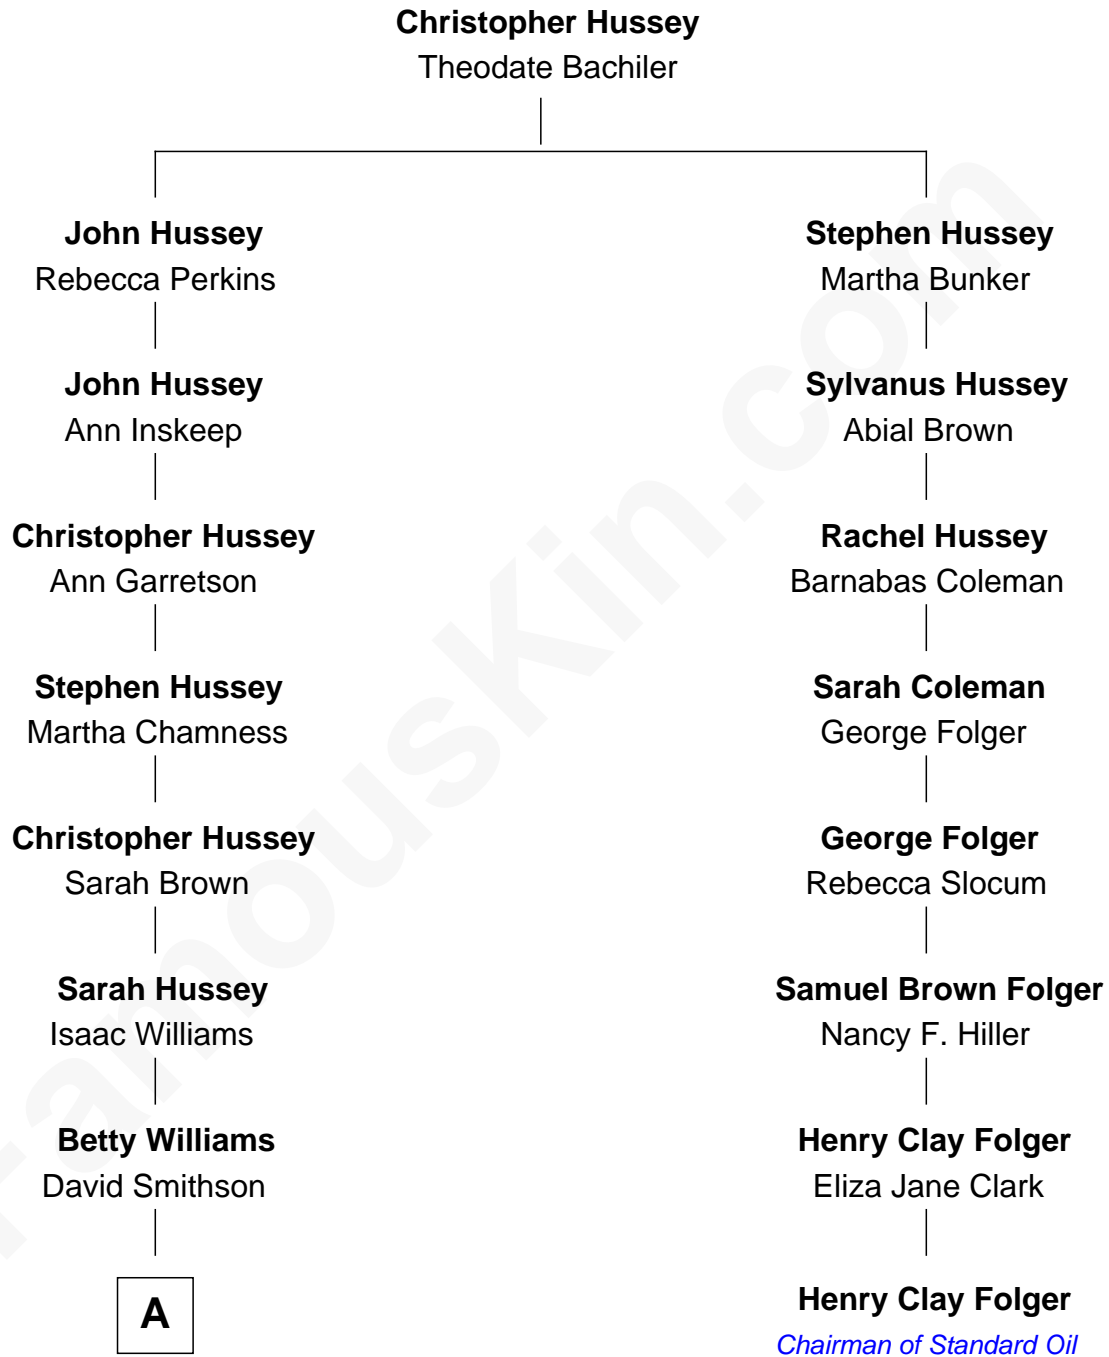 Christopher Hussey
Theodate Bachiler
John Hussey
Rebecca Perkins
John Hussey
Ann Inskeep
Christopher Hussey
Ann Garretson
Stephen Hussey
Martha Chamness
Christopher Hussey
Sarah Brown
Sarah Hussey
Isaac Williams
Betty Williams
David Smithson
A
Stephen Hussey
Martha Bunker
Sylvanus Hussey
Abial Brown
Rachel Hussey
Barnabas Coleman
Sarah Coleman
George Folger
George Folger
Rebecca Slocum
Samuel Brown Folger
Nancy F. Hiller
Henry Clay Folger
Eliza Jane Clark
Henry Clay Folger
Chairman of Standard Oil
FamousKin.com